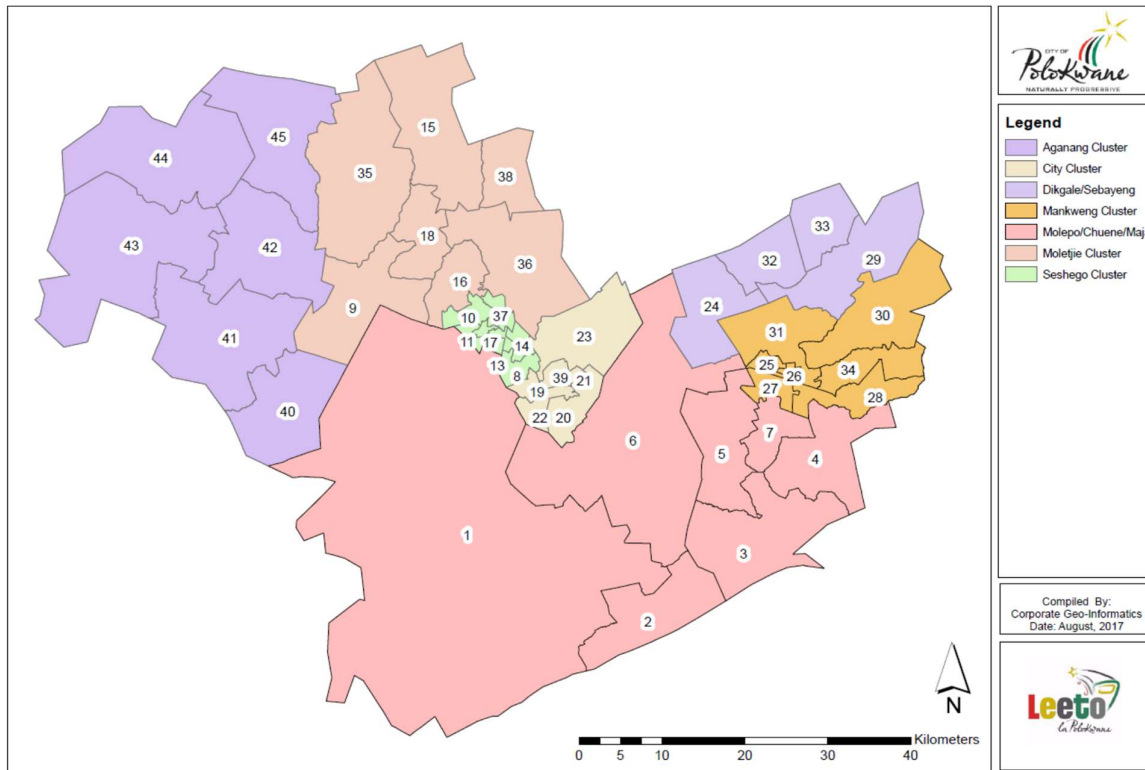 CITY OF
POLOKWANE
NATURALLY PROGRESSIVE
Legend
Aganang Cluster
City Cluster
Dikgale/Sebayeng
Mankweng Cluster
Molepo/Chuene/Maj
Moletjie Cluster
Seshego Cluster
45
15
44
35
38
33
18
43
42
32
29
36
16
24
9
30
10
37
23
31
41
11
17
14
13
25
8
39
21
26
34
19
27
28
40
22
20
7
6
5
4
1
3
2
Compiled By:
Corporate Geo-Informatics
Date: August, 2017
N
Kilometers
0 5 10 20 30 40
Leeto
la Polokwane